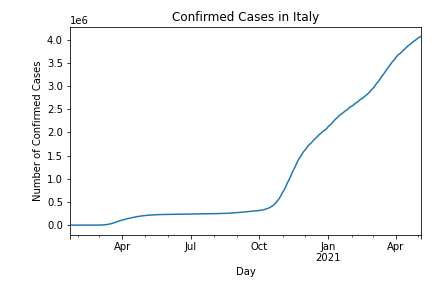 Confirmed Cases in Italy
1e6
4.0
3.5
3.0
2.5
2.0
1.5
1.0
0.5
0.0
Number of Confirmed Cases
Apr
Jul
Oct
Jan
2021
Apr
Day